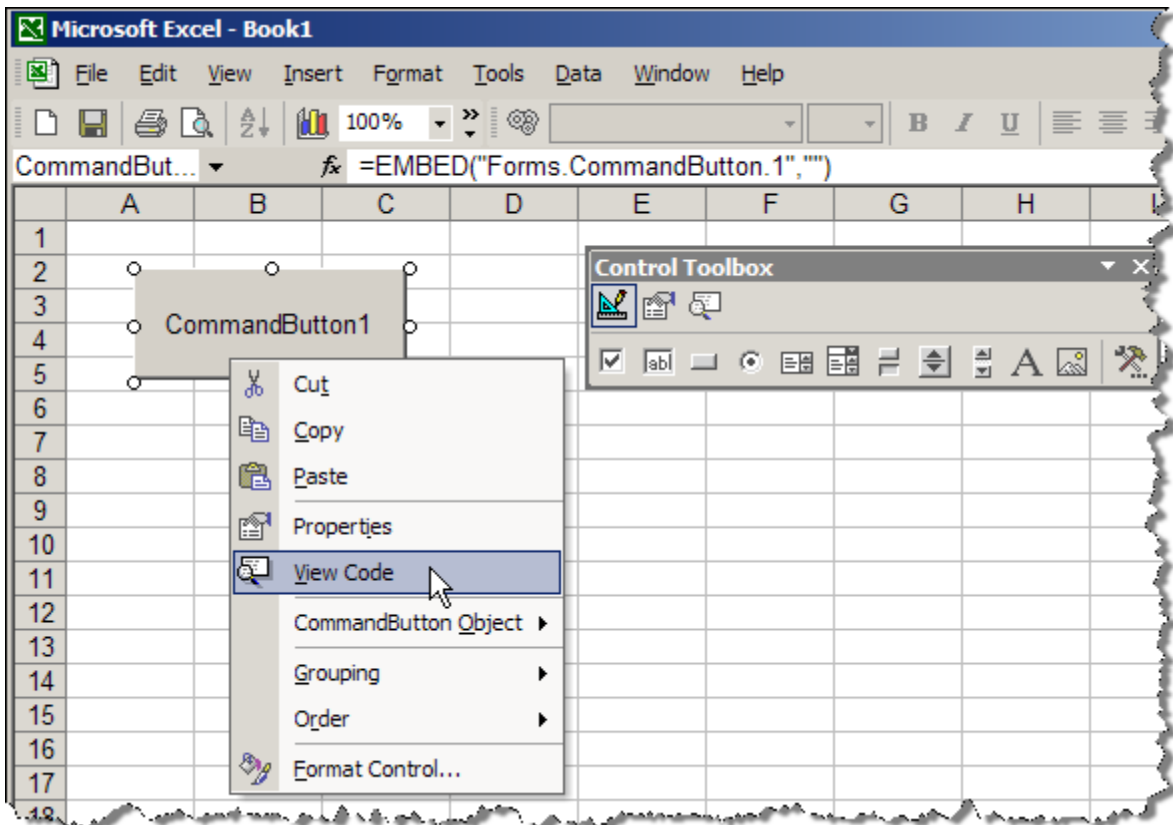 Microsoft Excel - Book1
File Edit View Insert Format Tools Data Window Help
100% B I U
CommandBut... fx =EMBED("Forms.CommandButton.1","")
A B C D E F G H
1
2
3
4
5
6
7
8
9
10
11
12
13
14
15
16
17
18
CommandButton1
Control Toolbox
abl A
Cut
Copy
Paste
Properties
View Code
CommandButton Object
Grouping
Order
Format Control...